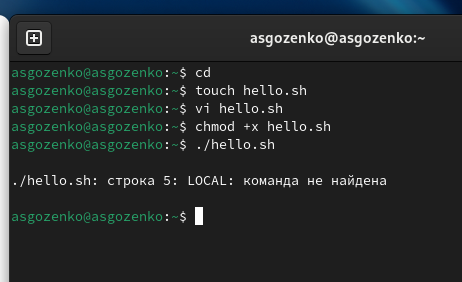 asgozenko@asgozenko:~
asgozenko@asgozenko:~$ cd
asgozenko@asgozenko:~$ touch hello.sh
asgozenko@asgozenko:~$ vi hello.sh
asgozenko@asgozenko:~$ chmod +x hello.sh
asgozenko@asgozenko:~$ ./hello.sh
./hello.sh: строка 5: LOCAL: команда не найдена
asgozenko@asgozenko:~$